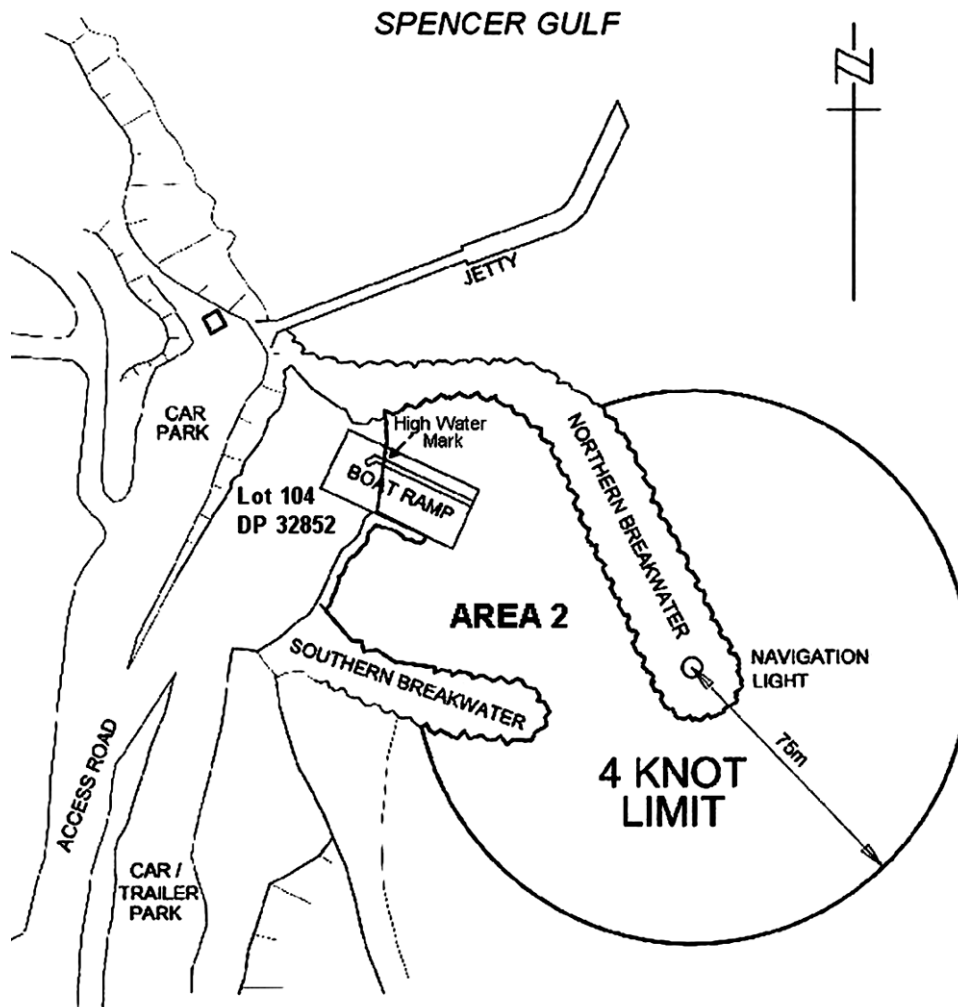 SPENCER GULF
N
JETTY
CAR
PARK
High Water
Mark
BOAT RAMP
Lot 104
DP 32852
NORTHERN BREAKWATER
AREA 2
SOUTHERN BREAKWATER
NAVIGATION
LIGHT
75m
4 KNOT
LIMIT
ACCESS ROAD
CAR /
TRAILER
PARK